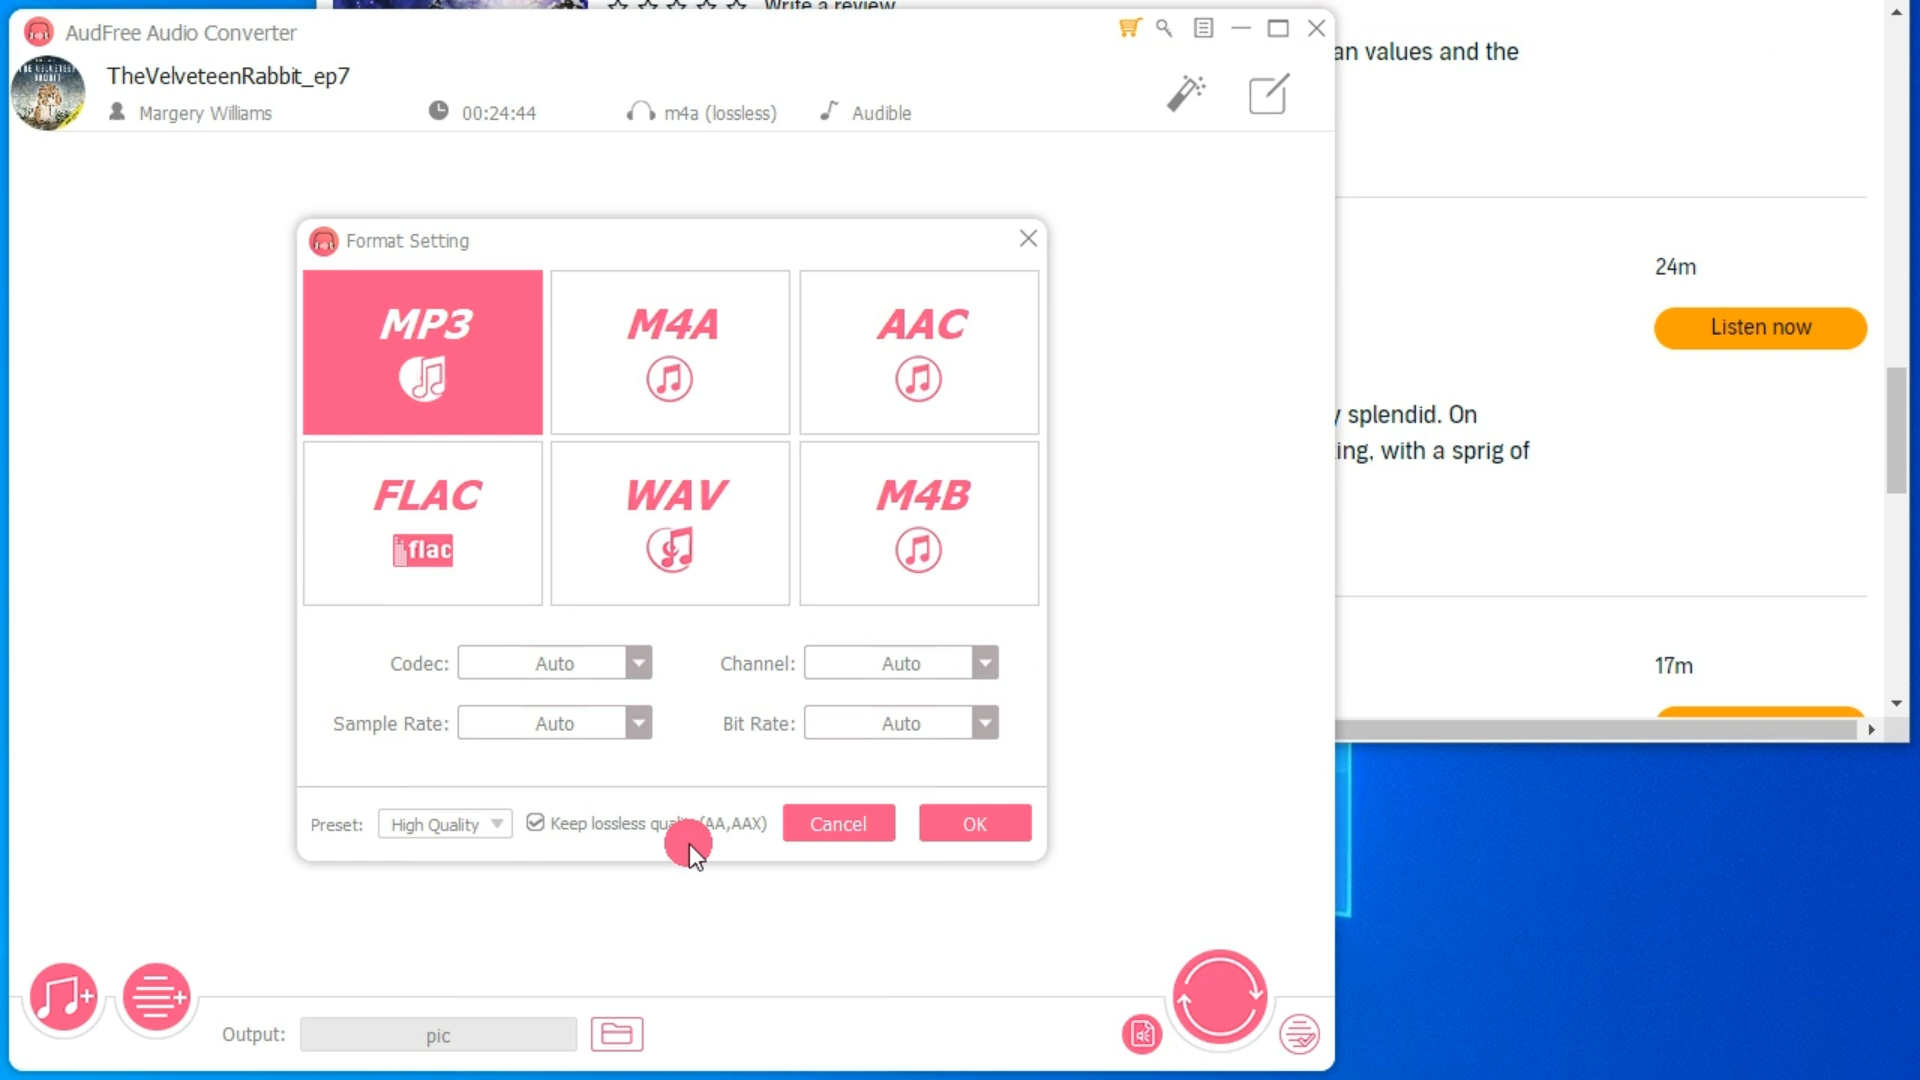 Write a review
AudFree Audio Converter
an values and the
TheVelveteenRabbit_ep7
Margery Williams
00:24:44
m4a (lossless)
Audible
Format Setting
MP3
M4A
AAC
24m
Listen now
y splendid. On
ing, with a sprig of
FLAC
WAV
M4B
flac
Codec: Auto
Channel: Auto
17m
Sample Rate: Auto
Bit Rate: Auto
Preset: High Quality
Keep lossless quality(AA,AAX)
Cancel
OK
Output: pic